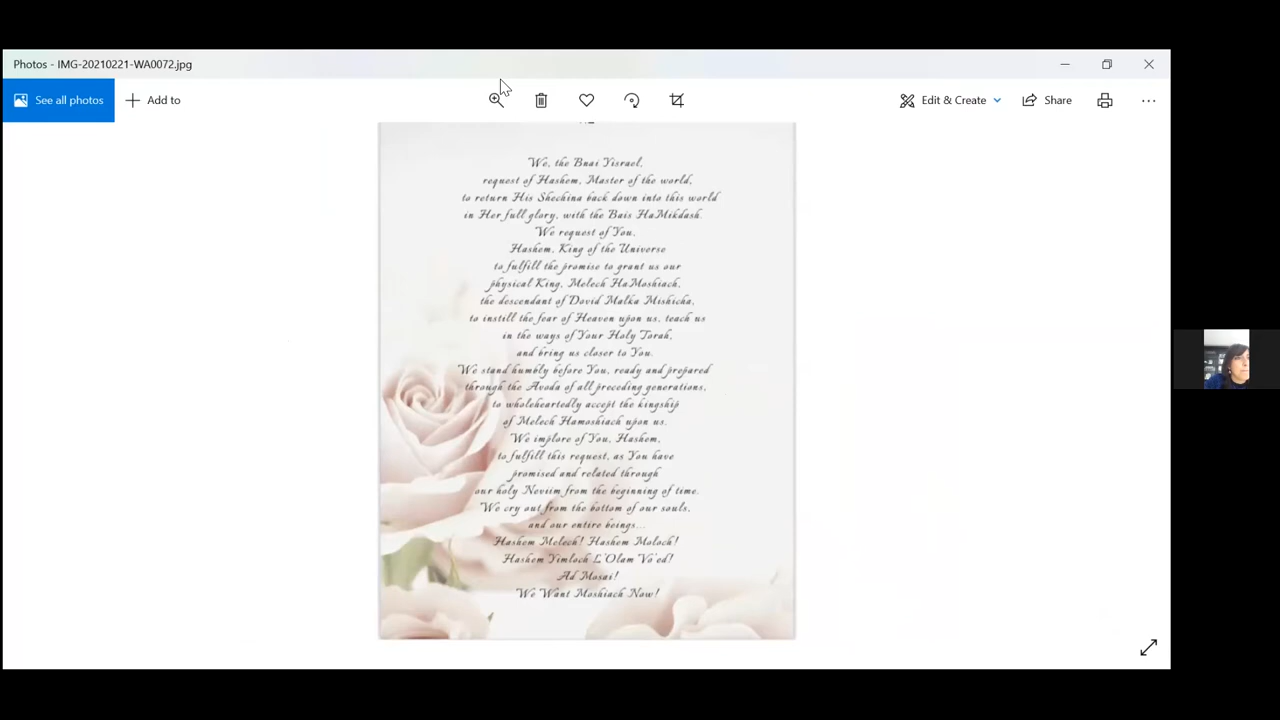 Photos - IMG-20210221-WA0072.jpg
See all photos
Add to
Edit & Create
Share
We, the Bnai Yisrael,
request of Hashem, Master of the world,
to return His Shechina back down into this world
in Her full glory, with the Bais HaMikdash.
We request of You,
Hashem, King of the Universe
to fulfill the promise to grant us our
physical King, Melech HaMoshiach,
the descendant of Dovid Malka Mishicha,
to instill the fear of Heaven upon us, teach us
in the ways of Your Holy Torah,
and bring us closer to You.
We stand humbly before You, ready and prepared
through the Avoda of all preceding generations,
to wholeheartedly accept the kingship
of Melech Hamoshiach upon us.
We implore of You, Hashem,
to fulfill this request, as You have
promised and related through
our holy Neviim from the beginning of time.
We cry out from the bottom of our souls,
and our entire beings...
Hashem Melech! Hashem Moloch!
Hashem Yimloch L'Olam Vo'ed!
Ad Mosai!
We Want Moshiach Now!